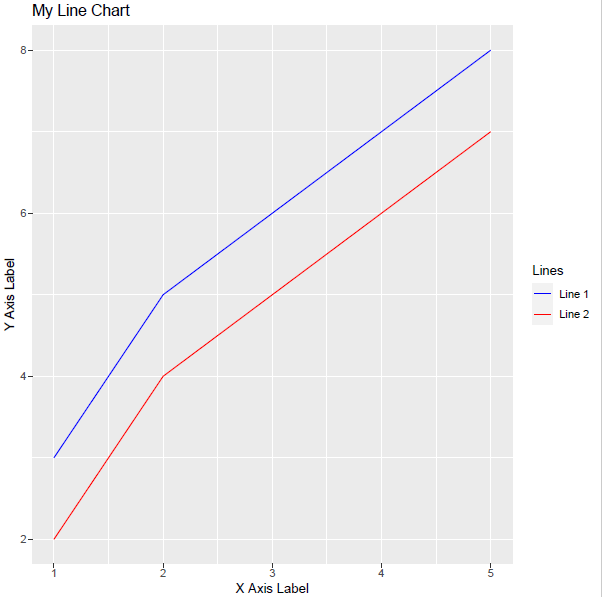 My Line Chart
8
6
4
2
Y Axis Label
1 2 3 4 5
X Axis Label
Lines
Line 1
Line 2